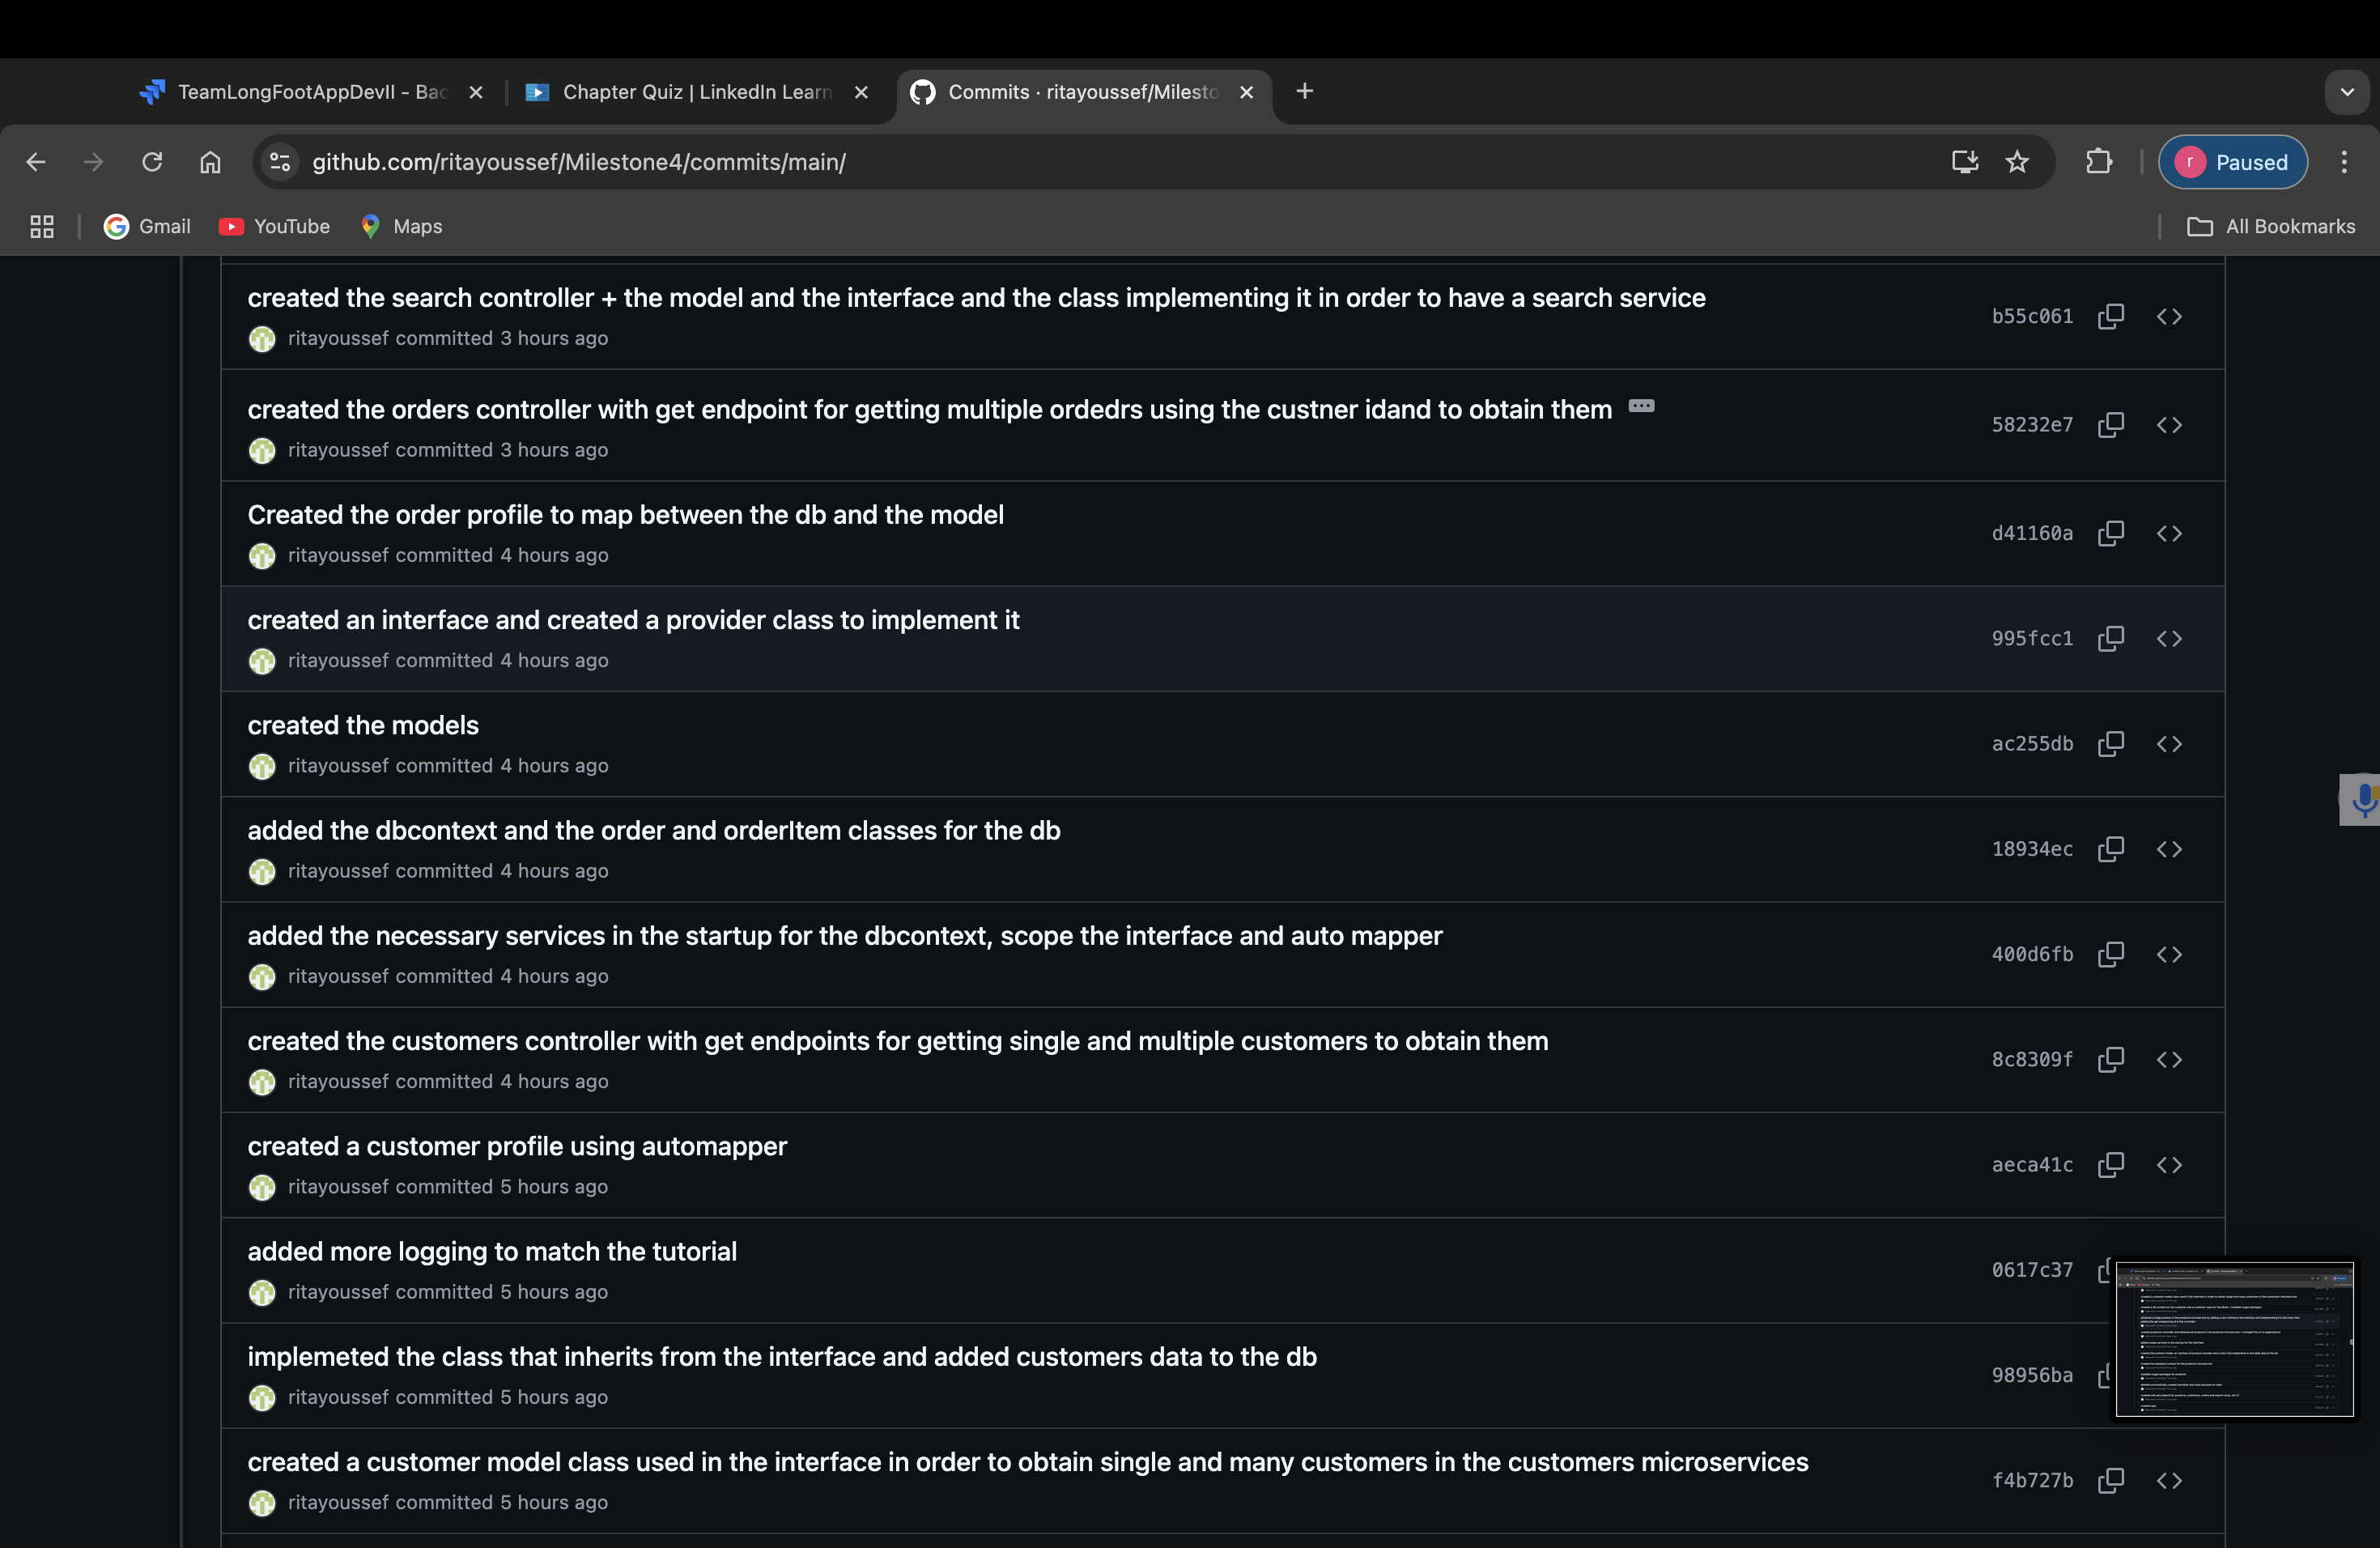 TeamLongFootAppDevII - Bac
Chapter Quiz | LinkedIn Learn
Commits · ritayoussef/Milesto
github.com/ritayoussef/Milestone4/commits/main/
r Paused
Gmail YouTube Maps All Bookmarks
created the search controller + the model and the interface and the class implementing it in order to have a search service
ritayoussef committed 3 hours ago
b55c061
created the orders controller with get endpoint for getting multiple ordedrs using the custner idand to obtain them
ritayoussef committed 3 hours ago
58232e7
Created the order profile to map between the db and the model
ritayoussef committed 4 hours ago
d41160a
created an interface and created a provider class to implement it
ritayoussef committed 4 hours ago
995fcc1
created the models
ritayoussef committed 4 hours ago
ac255db
added the dbcontext and the order and orderItem classes for the db
ritayoussef committed 4 hours ago
18934ec
added the necessary services in the startup for the dbcontext, scope the interface and auto mapper
ritayoussef committed 4 hours ago
400d6fb
created the customers controller with get endpoints for getting single and multiple customers to obtain them
ritayoussef committed 4 hours ago
8c8309f
created a customer profile using automapper
ritayoussef committed 5 hours ago
aeca41c
added more logging to match the tutorial
ritayoussef committed 5 hours ago
0617c37
implemeted the class that inherits from the interface and added customers data to the db
ritayoussef committed 5 hours ago
98956ba
created a customer model class used in the interface in order to obtain single and many customers in the customers microservices
ritayoussef committed 5 hours ago
f4b727b